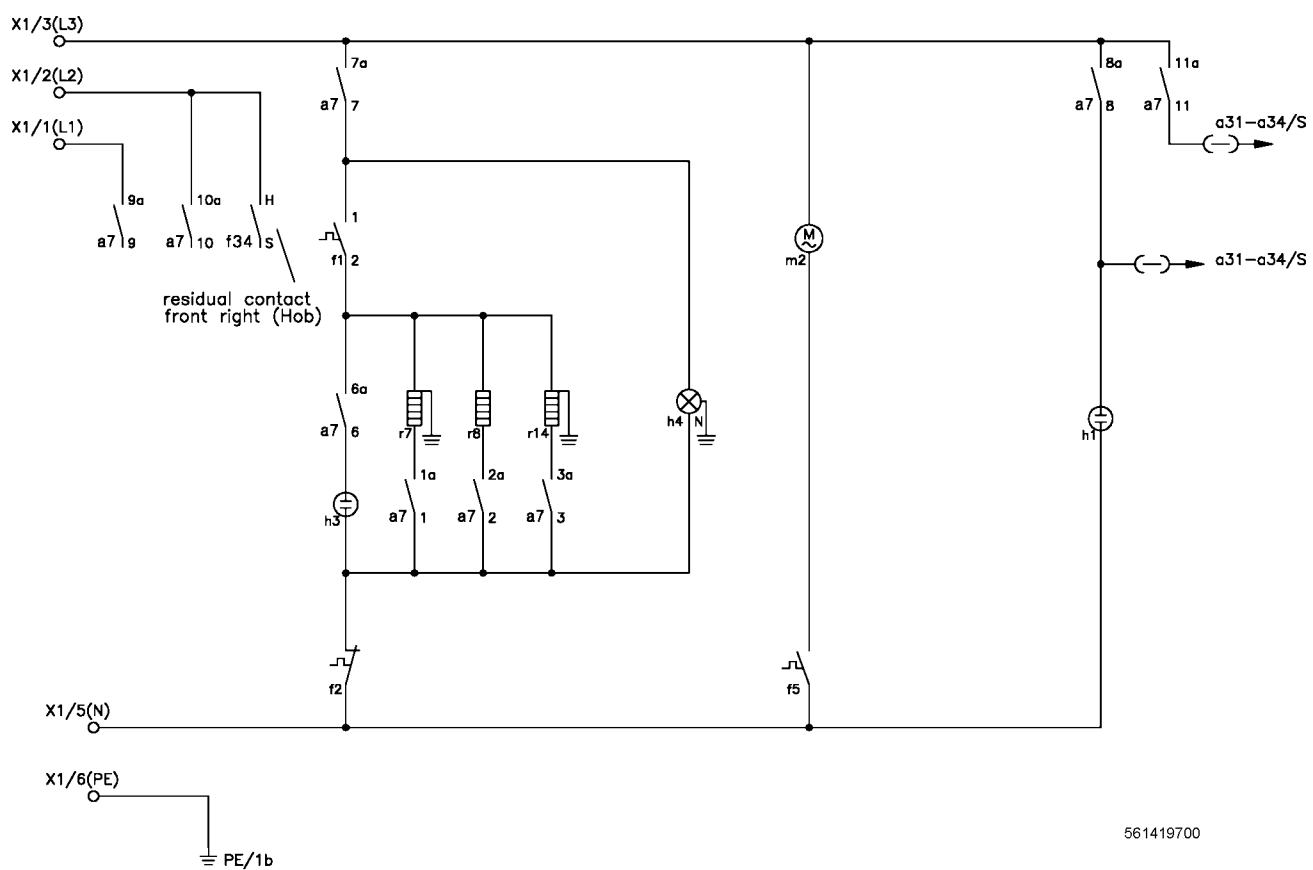 X1/3(L3)
X1/2(L2)
X1/1(L1)
7a
a7 7
8a
a7 8
11a
a7 11
a31-a34/S
9a
a7 9
10a
a7 10
H
f34 S
residual contact
front right (Hob)
1
f1 2
M
m2
a31-a34/S
6a
a7 6
r7
r8
r14
h4 N
h1
1a
a7 1
2a
a7 2
3a
a7 3
h3
f2
f5
X1/5(N)
X1/6(PE)
PE/1b
561419700